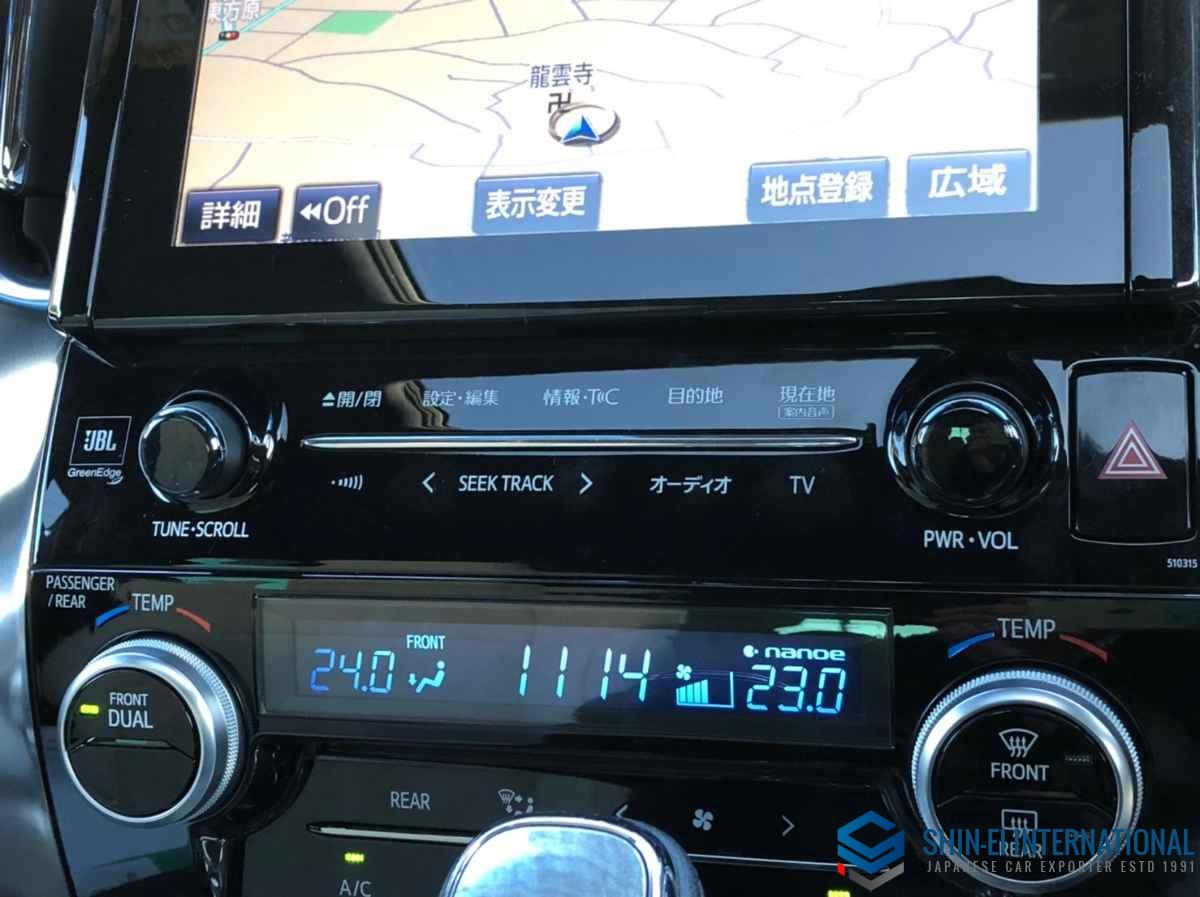 東方原
龍雲寺
卍
詳細
Off
表示変更
地点登録
広域
JBL
GreenEdge
開/閉
設定・編集
情報・TC
目的地
現在地
案内音声
SEEK TRACK
オーディオ
TV
TUNE・SCROLL
PWR・VOL
510315
PASSENGER
/REAR
TEMP
FRONT
24.0
11 14
nanoe
23.0
TEMP
FRONT
DUAL
FRONT
REAR
REAR
A/C
SHIN-EI INTERNATIONAL
JAPANESE CAR EXPORTER ESTD 1991